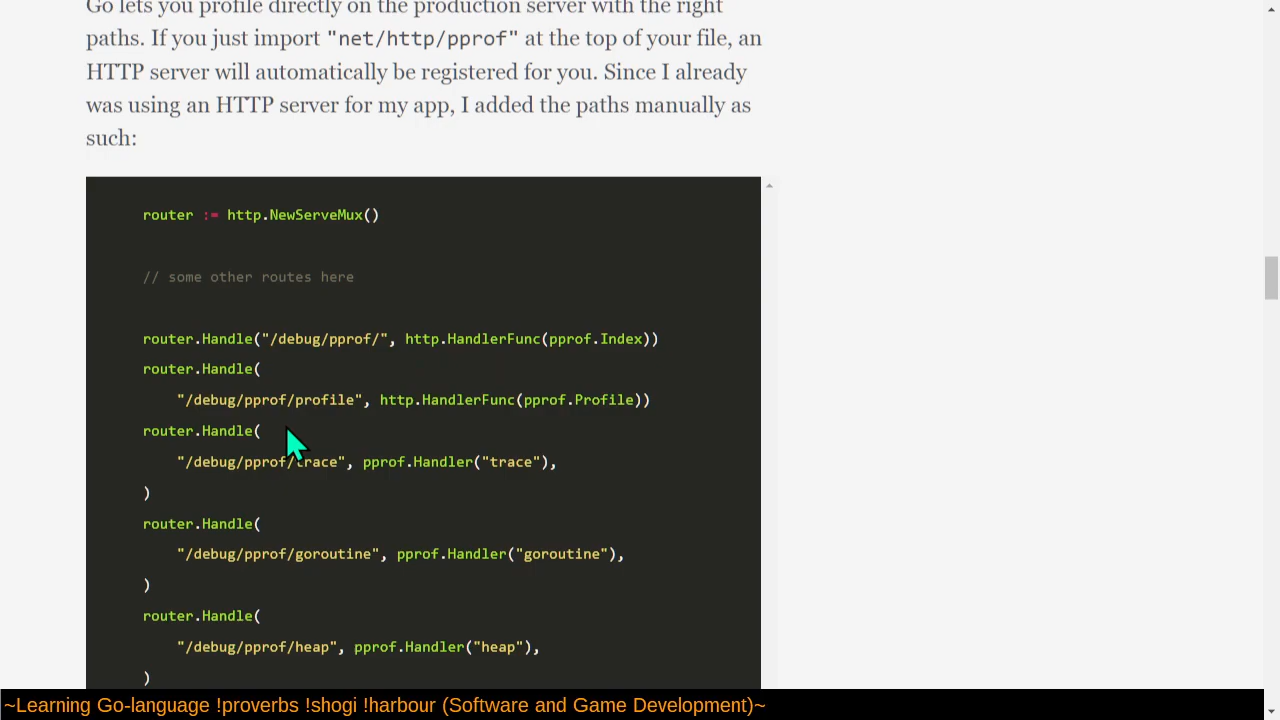 Go lets you profile directly on the production server with the right
paths. If you just import "net/http/pprof" at the top of your file, an
HTTP server will automatically be registered for you. Since I already
was using an HTTP server for my app, I added the paths manually as
such:
router := http.NewServeMux()
// some other routes here
router.Handle("/debug/pprof/", http.HandlerFunc(pprof.Index))
router.Handle(
"/debug/pprof/profile", http.HandlerFunc(pprof.Profile))
router.Handle(
"/debug/pprof/trace", pprof.Handler("trace"),
)
router.Handle(
"/debug/pprof/goroutine", pprof.Handler("goroutine"),
)
router.Handle(
"/debug/pprof/heap", pprof.Handler("heap"),
)
~Learning Go-language !proverbs !shogi !harbour (Software and Game Development)~